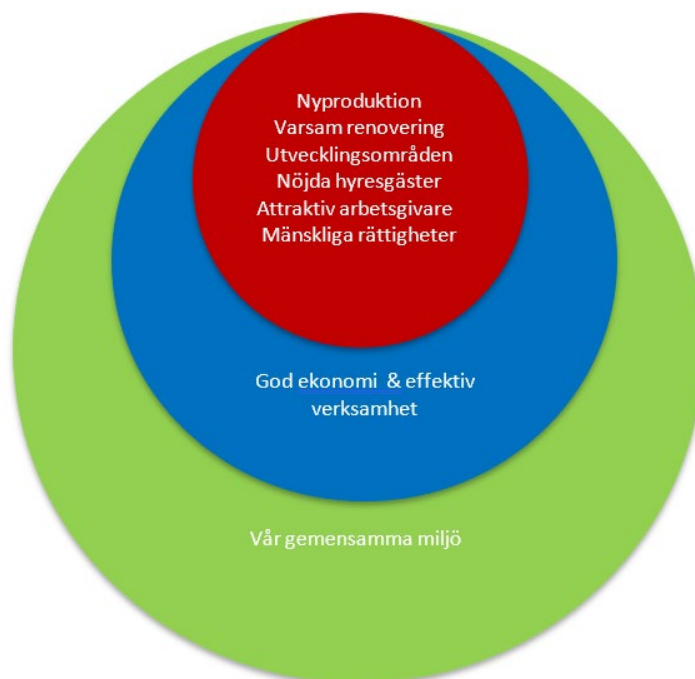 Nyproduktion
Varsam renovering
Utvecklingsområden
Nöjda hyresgäster
Attraktiv arbetsgivare
Mänskliga rättigheter
God ekonomi & effektiv
verksamhet
Vår gemensamma miljö